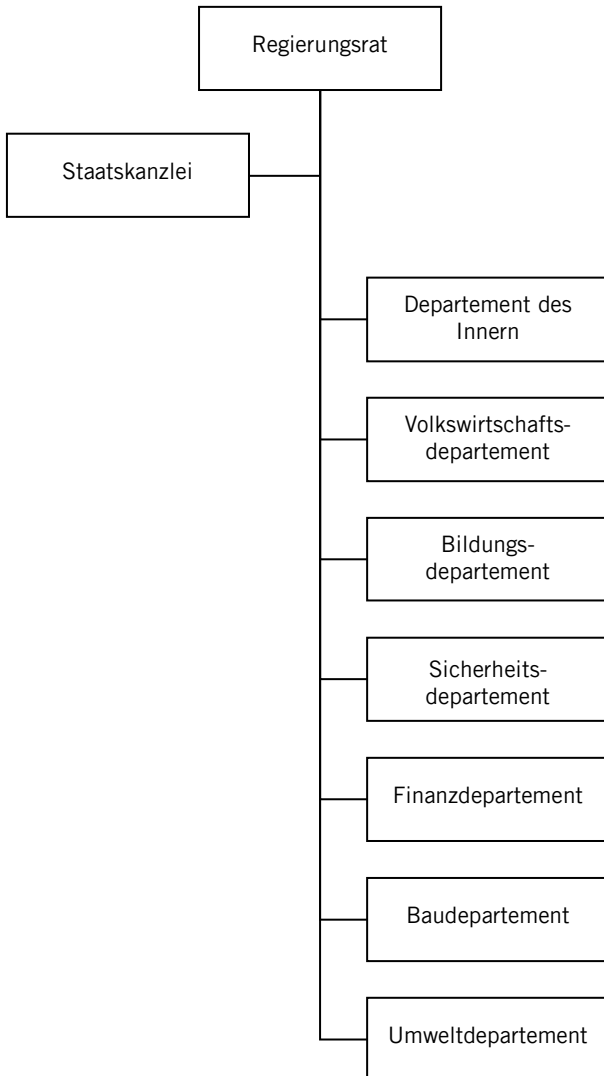 Regierungsrat
Staatskanzlei
Departement des
Innern
Volkswirtschafts-
departement
Bildungs-
departement
Sicherheits-
departement
Finanzdepartement
Baudepartement
Umweltdepartement